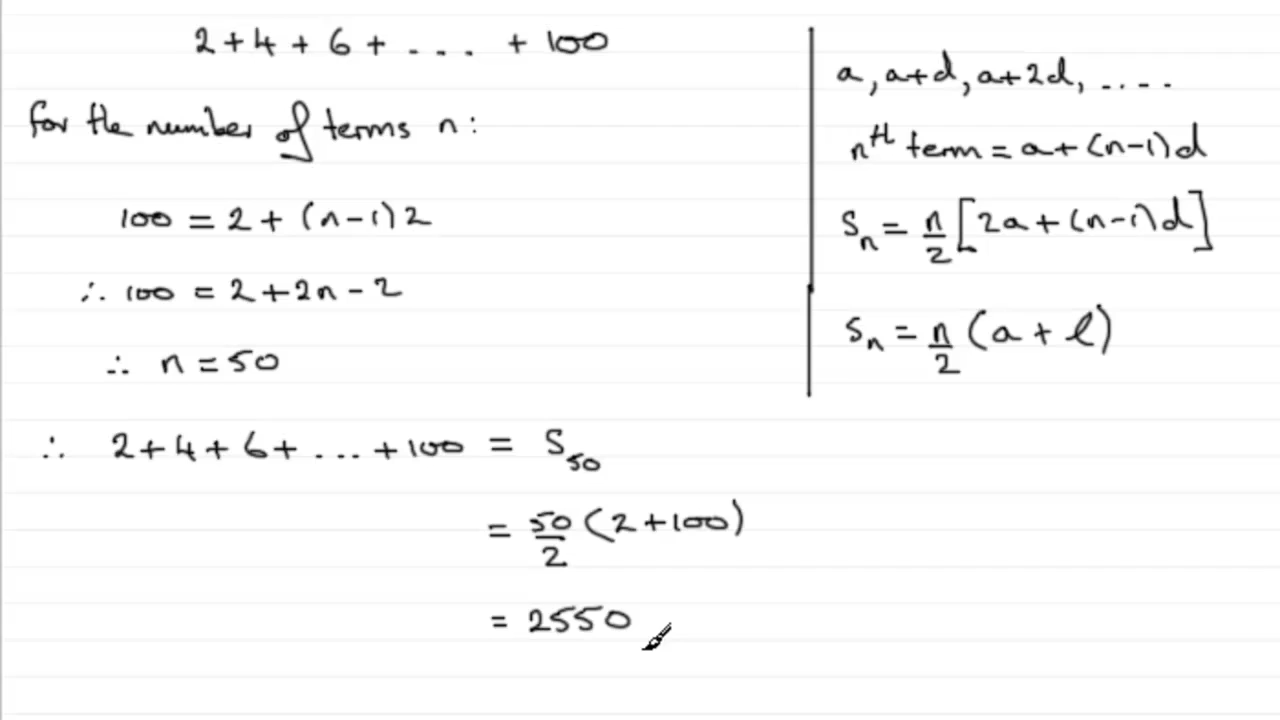 2 + 4 + 6 + . . . + 100
For the number of terms n:
100 = 2 + (n-1)2
∴ 100 = 2 + 2n - 2
∴ n = 50
∴ 2 + 4 + 6 + ... + 100 = S₅₀
= 50/2 (2 + 100)
= 2550
a, a+d, a+2d, ....
nᵗʰ term = a + (n-1)d
Sₙ = n/2 [2a + (n-1)d]
Sₙ = n/2 (a + l)